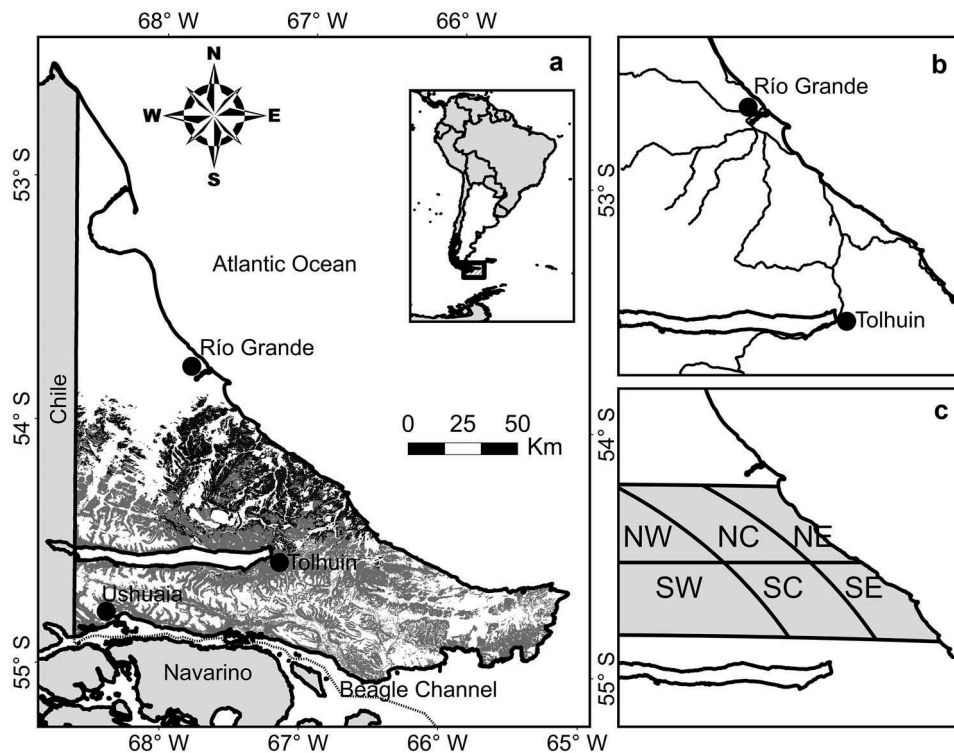 68° W 67° W 66° W
a
N
W E
S
53° S
Atlantic Ocean
Río Grande
Chile
54° S
0 25 50
Km
Tolhuin
Ushuaia
Navarino
Beagle Channel
55° S
68° W 67° W 66° W 65° W
b
Río Grande
53° S
Tolhuin
c
54° S
NW NC NE
SW SC SE
55° S